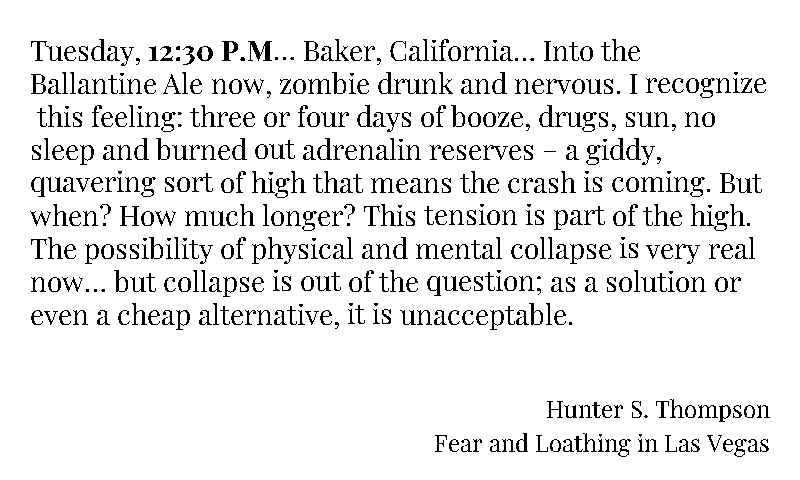 Tuesday, 12:30 P.M... Baker, California... Into the
Ballantine Ale now, zombie drunk and nervous. I recognize
this feeling: three or four days of booze, drugs, sun, no
sleep and burned out adrenalin reserves – a giddy,
quavering sort of high that means the crash is coming. But
when? How much longer? This tension is part of the high.
The possibility of physical and mental collapse is very real
now... but collapse is out of the question; as a solution or
even a cheap alternative, it is unacceptable.
Hunter S. Thompson
Fear and Loathing in Las Vegas